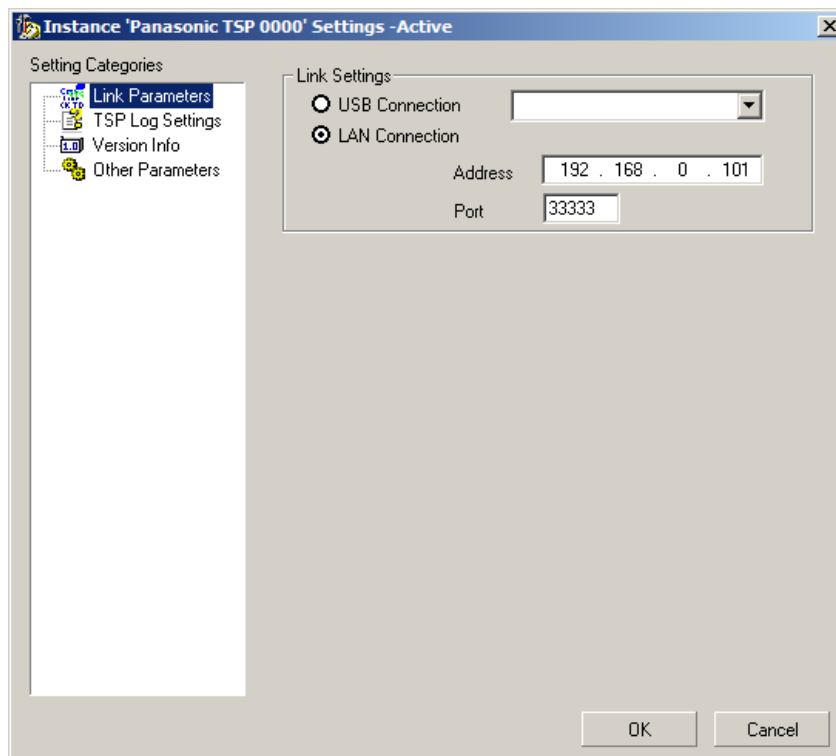 Instance 'Panasonic TSP 0000' Settings -Active
Setting Categories
Link Parameters
TSP Log Settings
Version Info
Other Parameters
Link Settings
USB Connection
LAN Connection
Address 192 . 168 . 0 . 101
Port 33333
OK Cancel